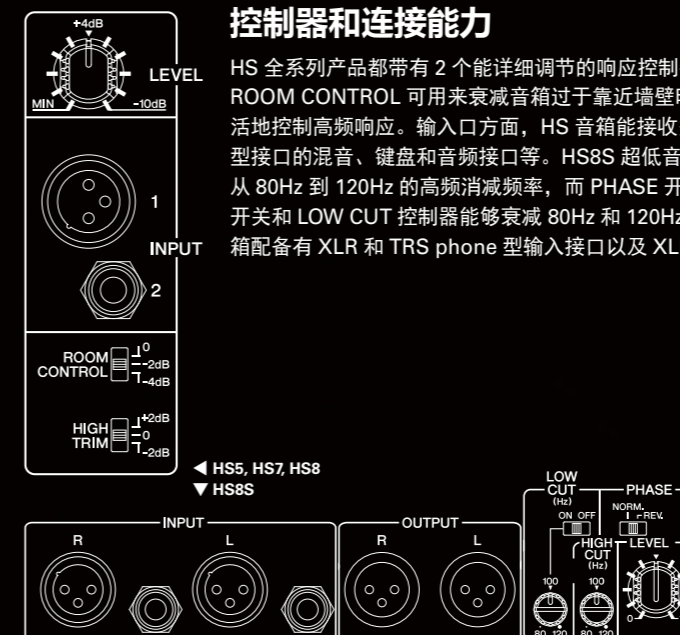 控制器和连接能力
HS 全系列产品都带有 2 个能详细调节的响应控制
ROOM CONTROL 可用来衰减音箱过于靠近墙壁时
活地控制高频响应。输入口方面，HS 音箱能接收
型接口的混音、键盘和音频接口等。HS8S 超低音
从 80Hz 到 120Hz 的高频消减频率，而 PHASE 开
开关和 LOW CUT 控制器能够衰减 80Hz 和 120Hz
箱配备有 XLR 和 TRS phone 型输入接口以及 XL
+4dB
LEVEL
MIN
-10dB
1
INPUT
2
ROOM CONTROL
0
-2dB
-4dB
HIGH TRIM
+2dB
0
-2dB
◀ HS5, HS7, HS8
▼ HS8S
INPUT
R
L
OUTPUT
R
L
LOW CUT (Hz)
ON OFF
PHASE
NORM.
REV.
HIGH CUT (Hz)
LEVEL
100
100
80 120
80 120
0